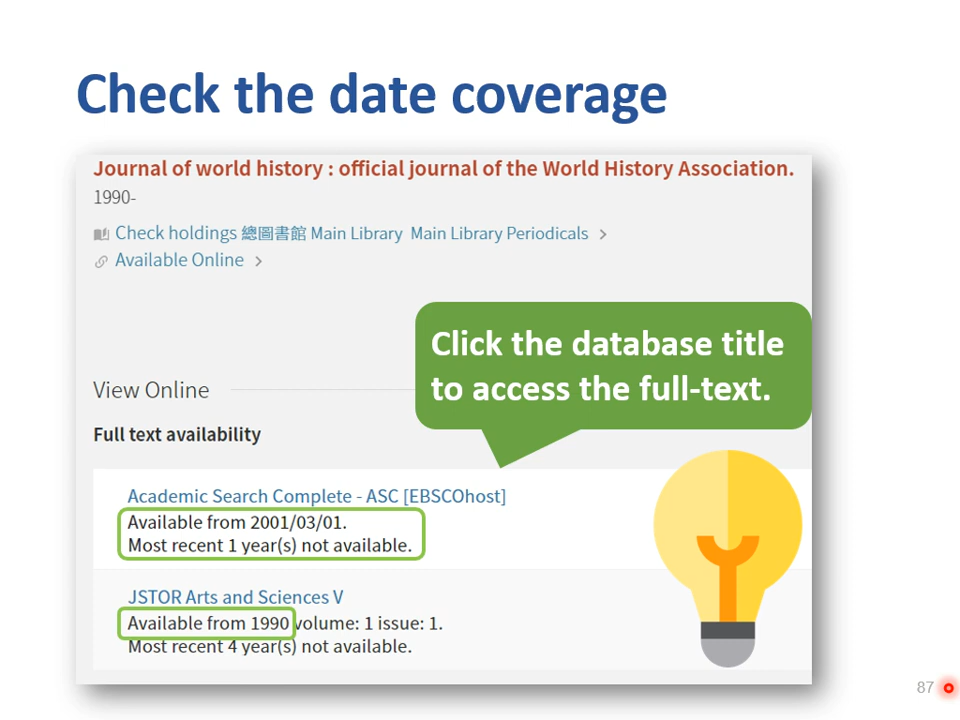 Check the date coverage
Journal of world history : official journal of the World History Association.
1990-
Check holdings 總圖書館 Main Library Main Library Periodicals >
Available Online >
Click the database title
to access the full-text.
View Online
Full text availability
Academic Search Complete - ASC [EBSCOhost]
Available from 2001/03/01.
Most recent 1 year(s) not available.
JSTOR Arts and Sciences V
Available from 1990 volume: 1 issue: 1.
Most recent 4 year(s) not available.
87